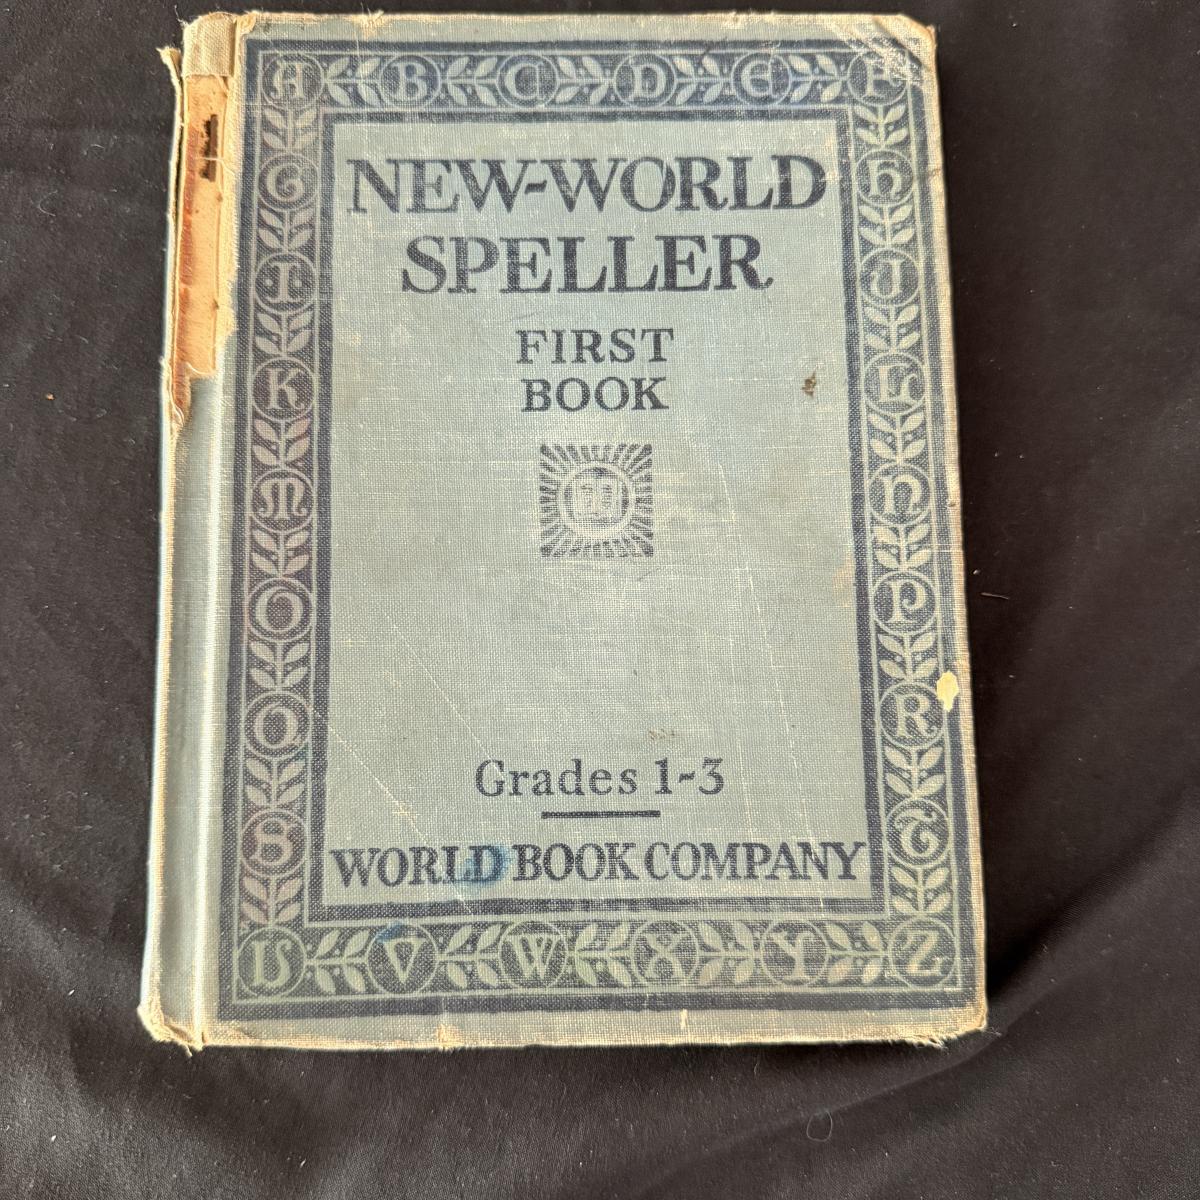 A B C D E F
G H
I J
K L
M N
O P
Q R
S T
U V W X Y Z
NEW-WORLD
SPELLER
FIRST
BOOK
Grades 1-3
WORLD BOOK COMPANY